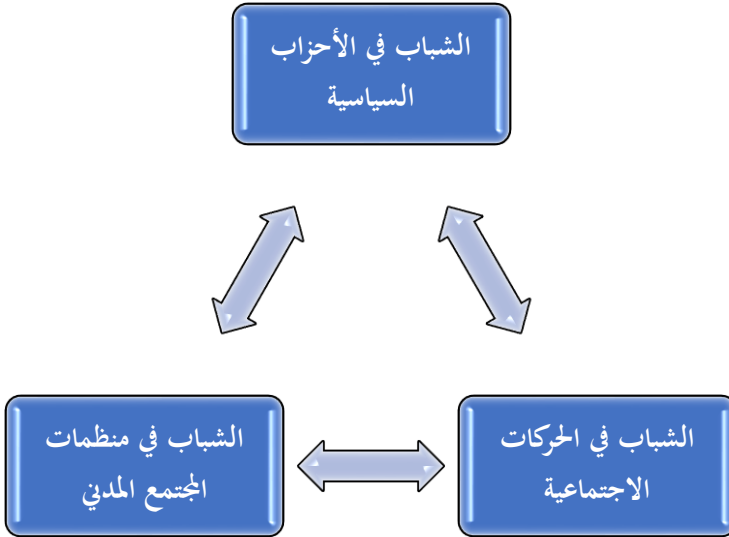 الشباب في الأحزاب
السياسية
الشباب في الحركات
الاجتماعية
الشباب في منظمات
المجتمع المدني